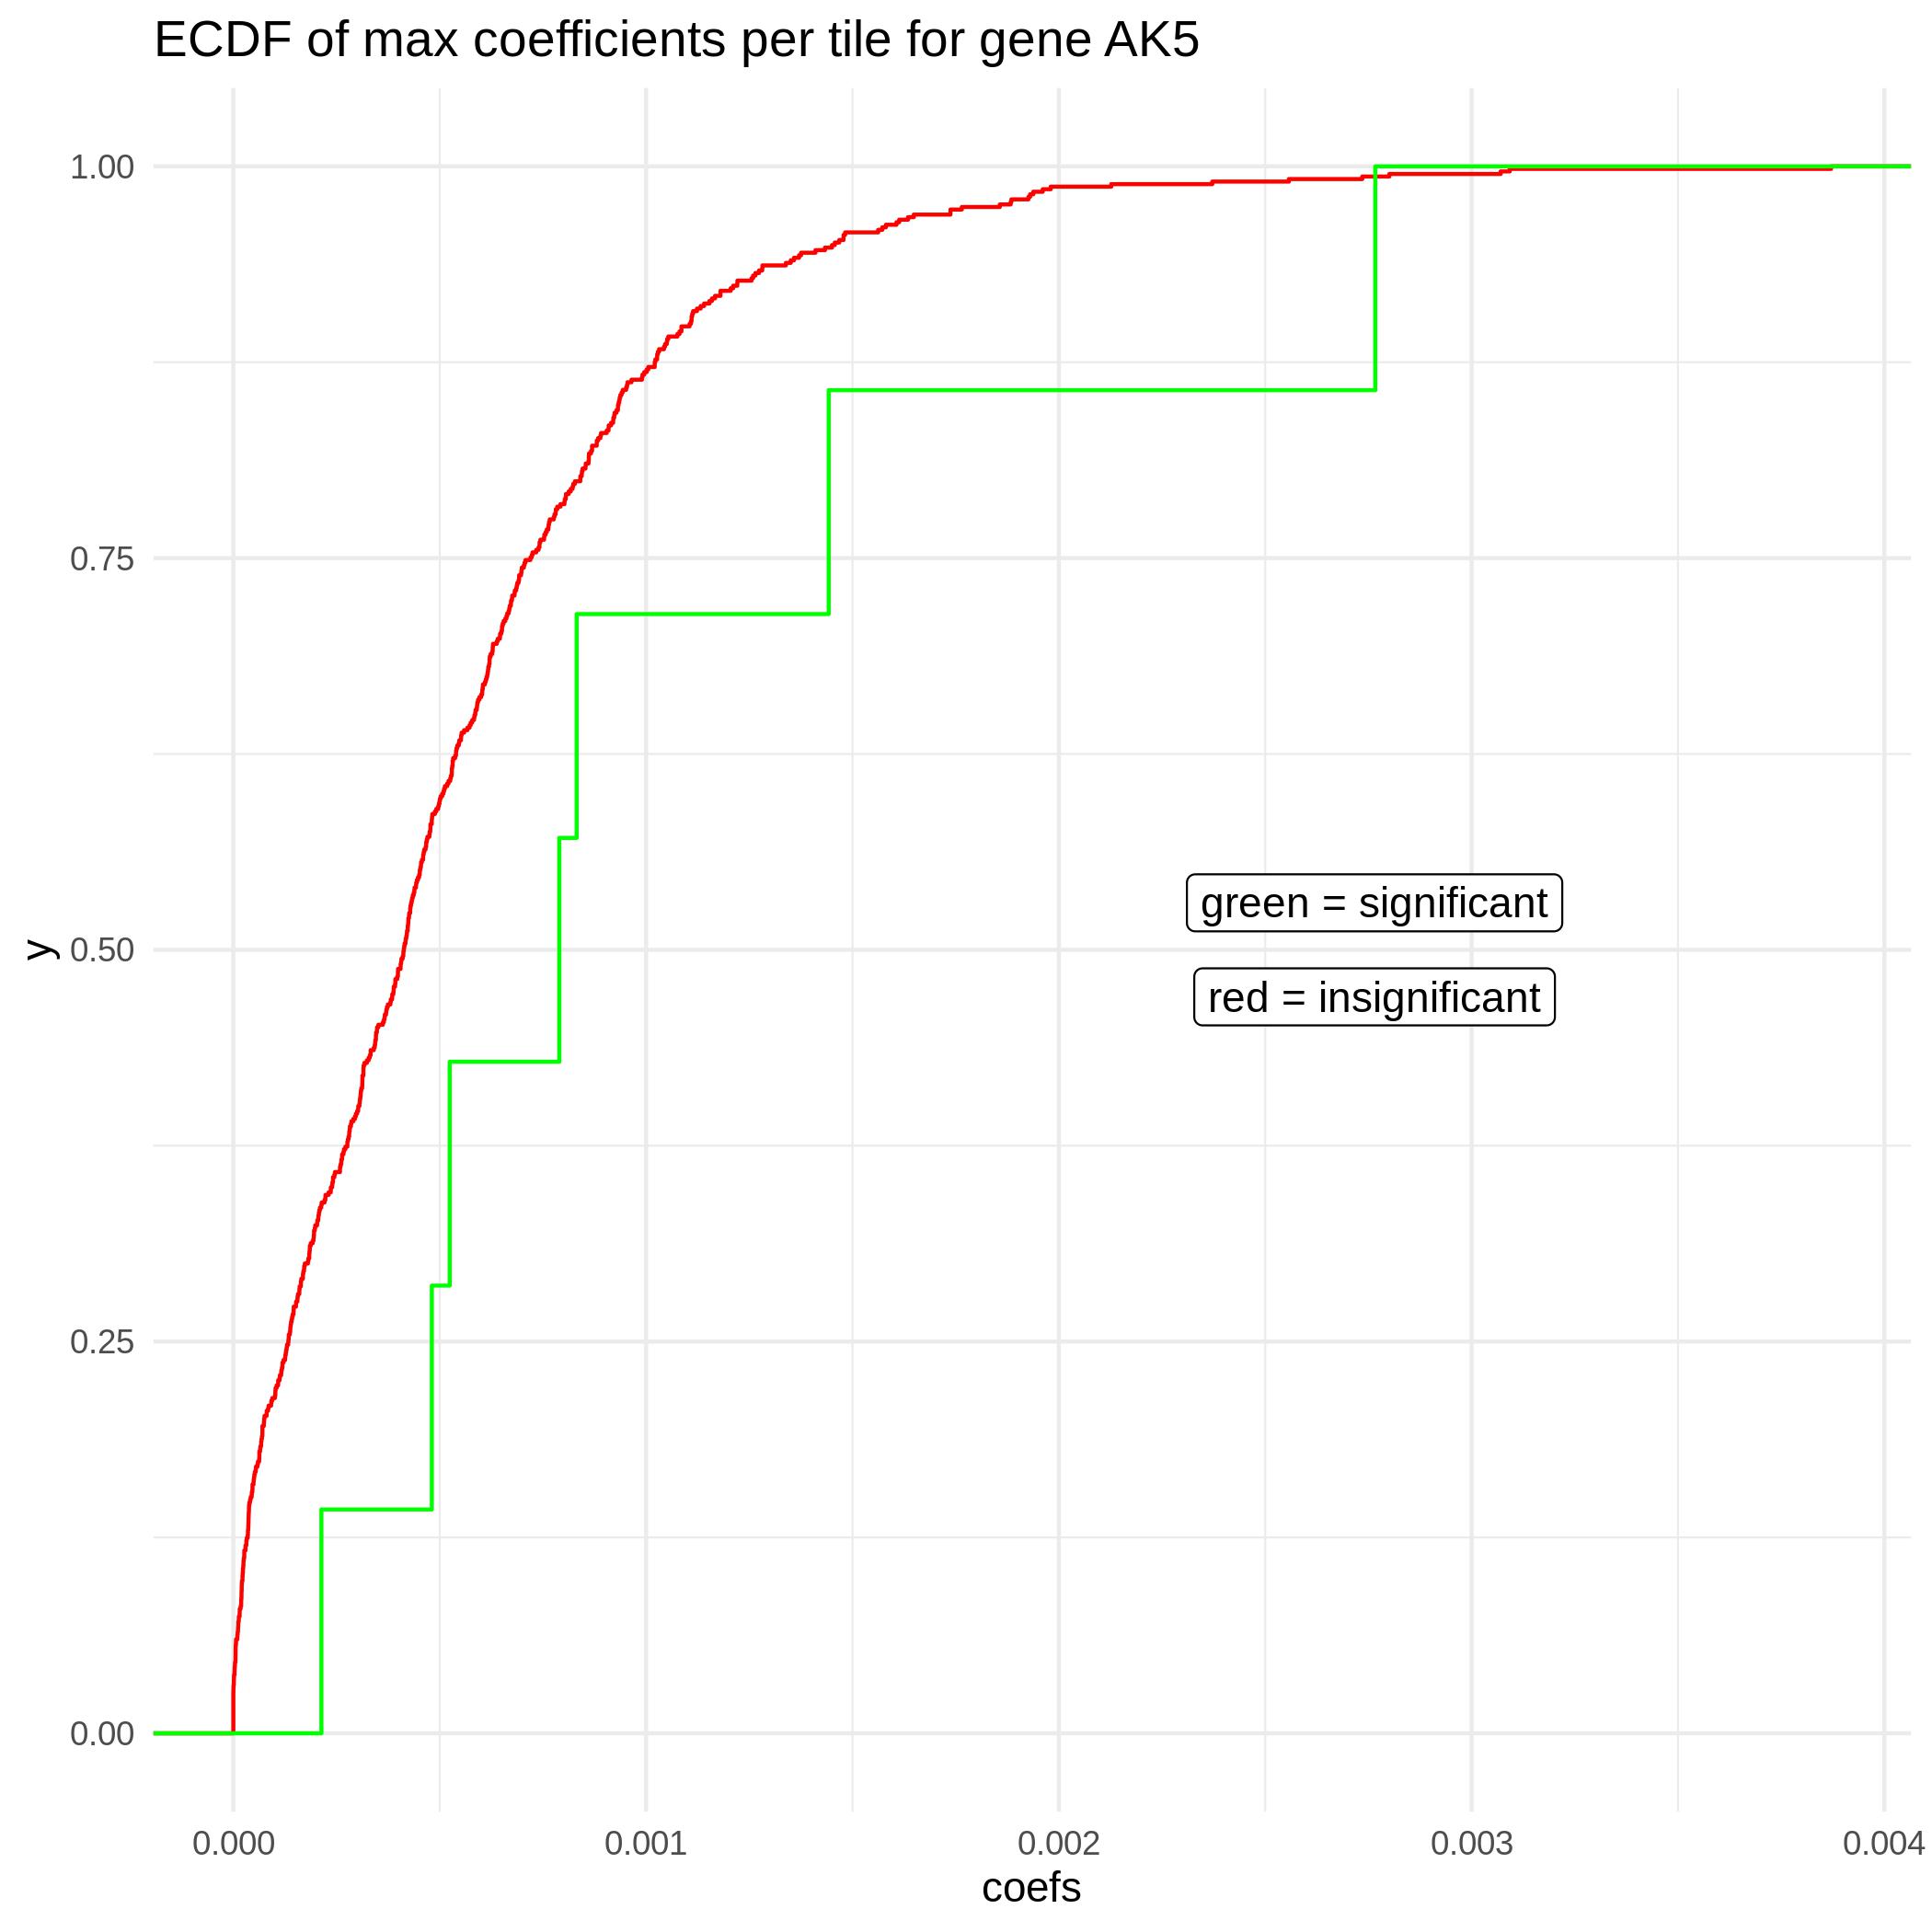 ECDF of max coefficients per tile for gene AK5
1.00
0.75
0.50
0.25
0.00
y
green = significant
red = insignificant
0.000 0.001 0.002 0.003 0.004
coefs